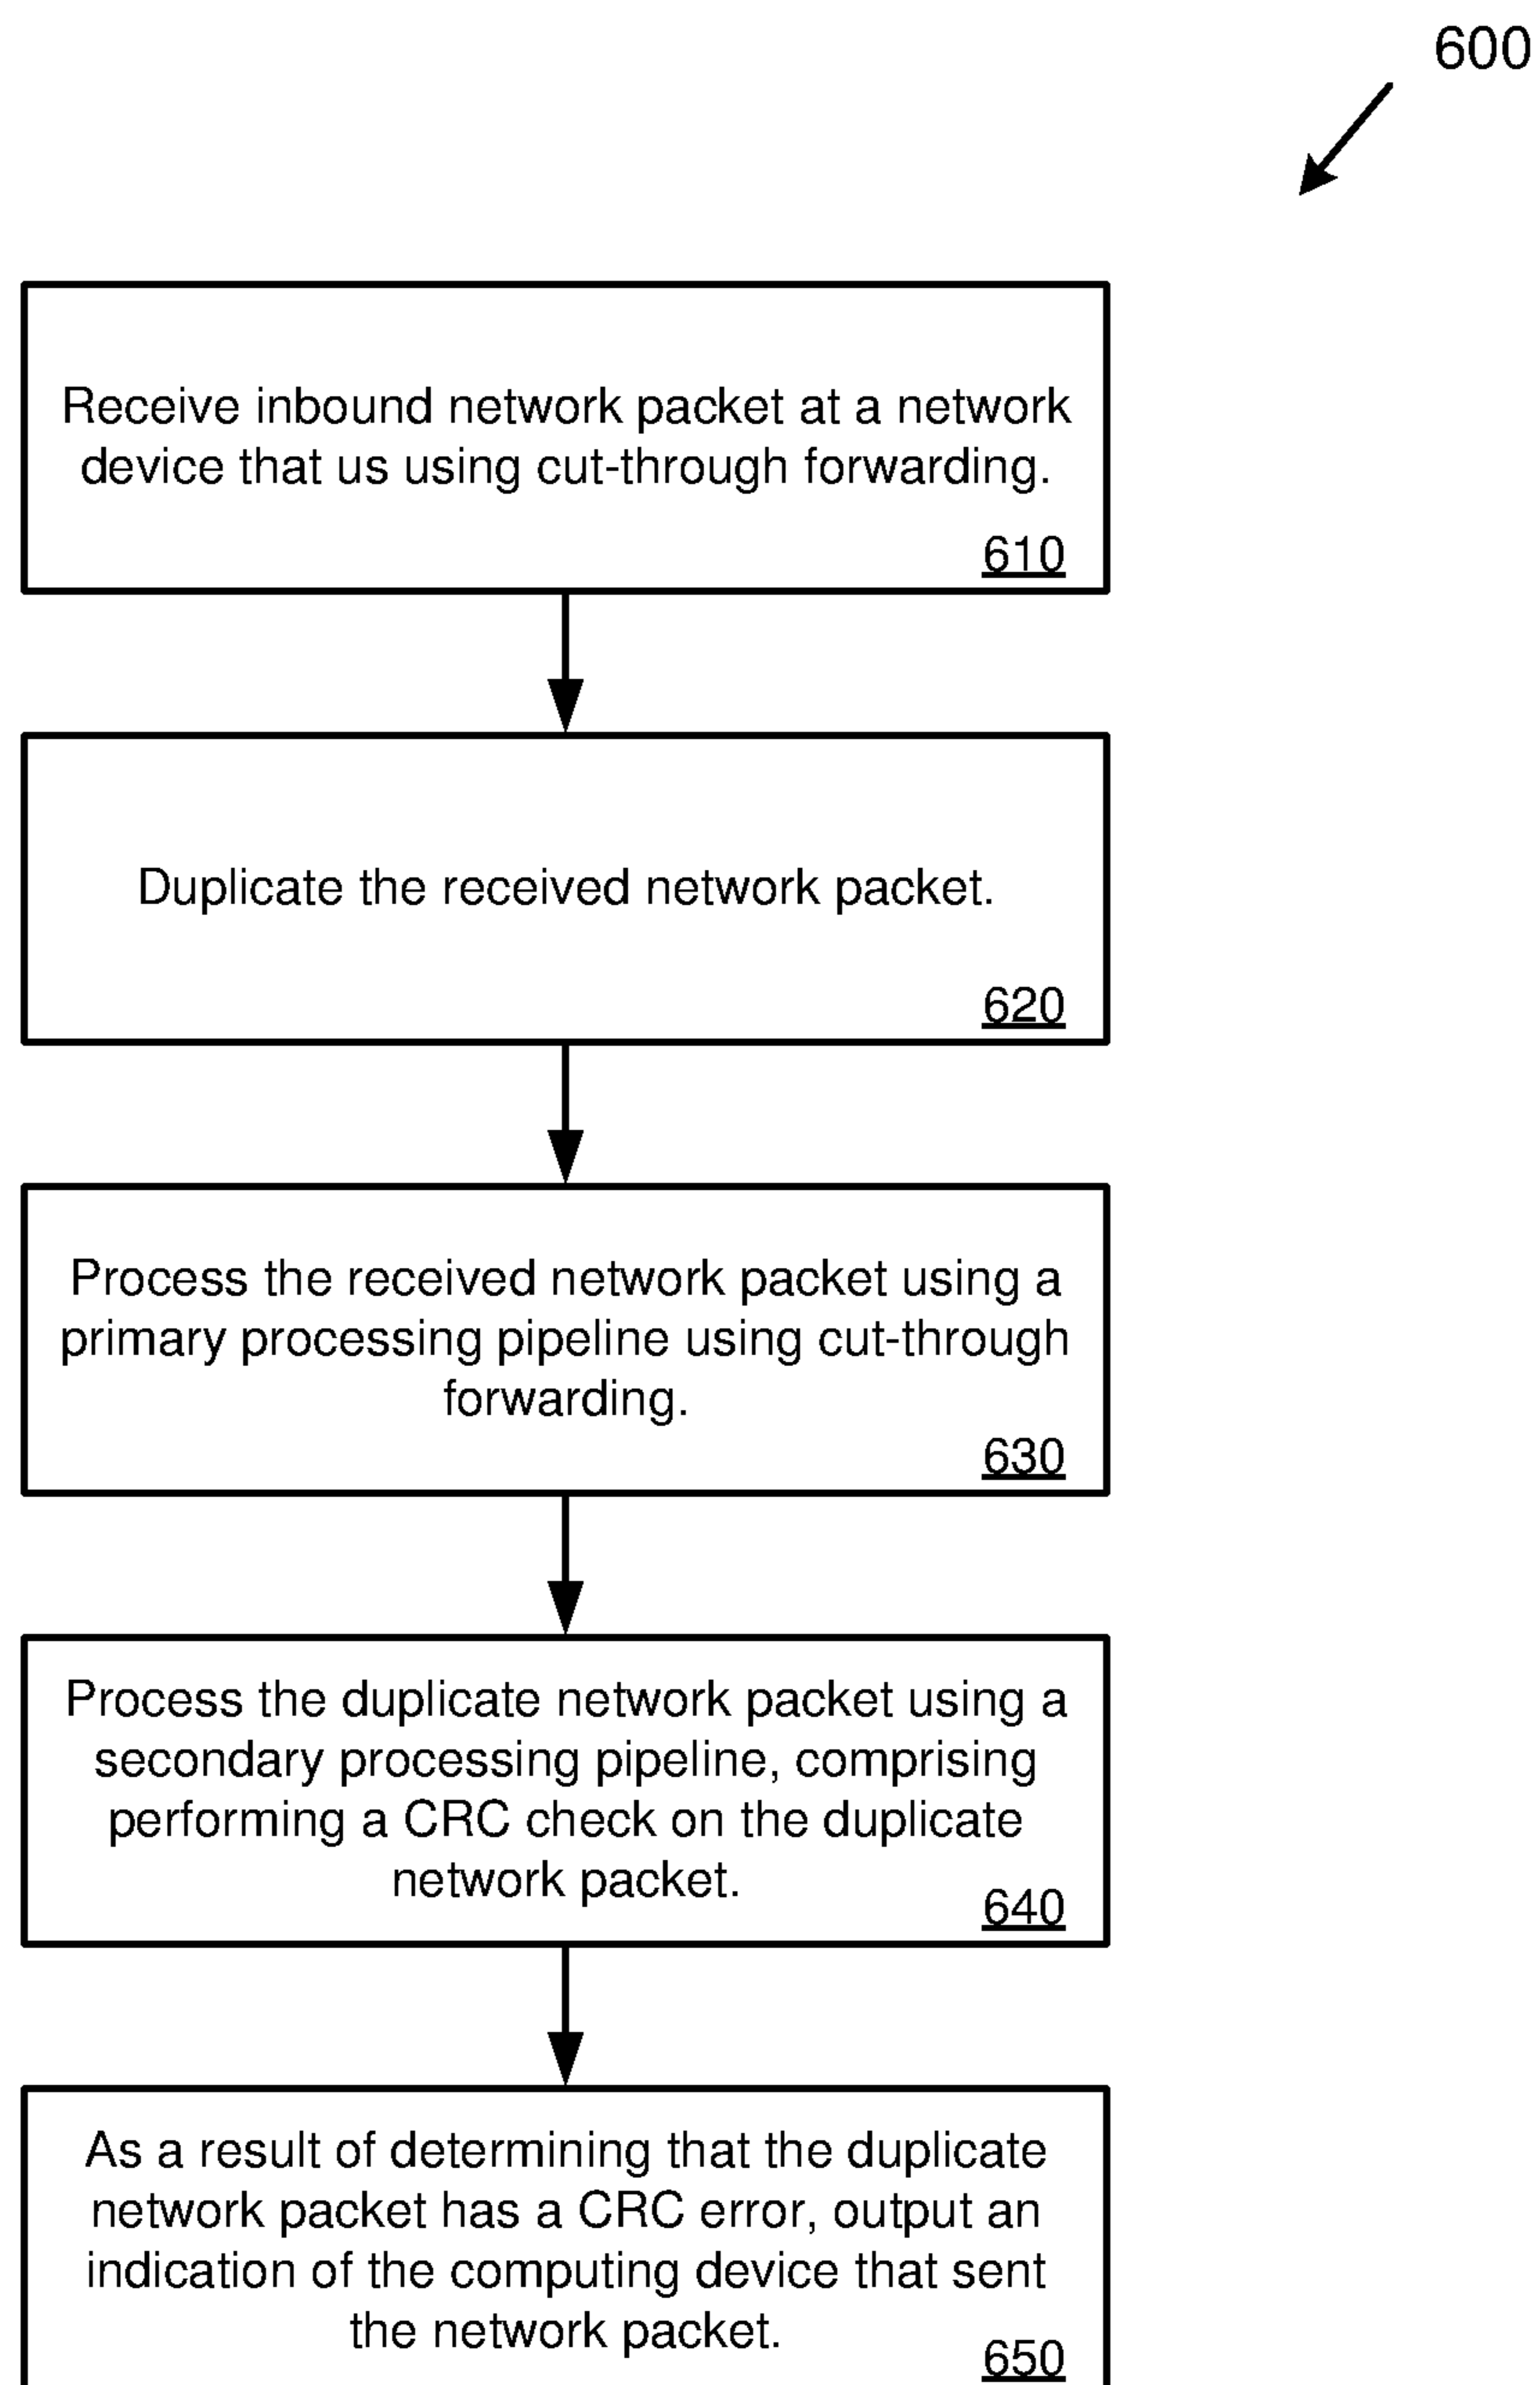 600
Receive inbound network packet at a network
device that us using cut-through forwarding.
610
Duplicate the received network packet.
620
Process the received network packet using a
primary processing pipeline using cut-through
forwarding.
630
Process the duplicate network packet using a
secondary processing pipeline, comprising
performing a CRC check on the duplicate
network packet.
640
As a result of determining that the duplicate
network packet has a CRC error, output an
indication of the computing device that sent
the network packet.
650